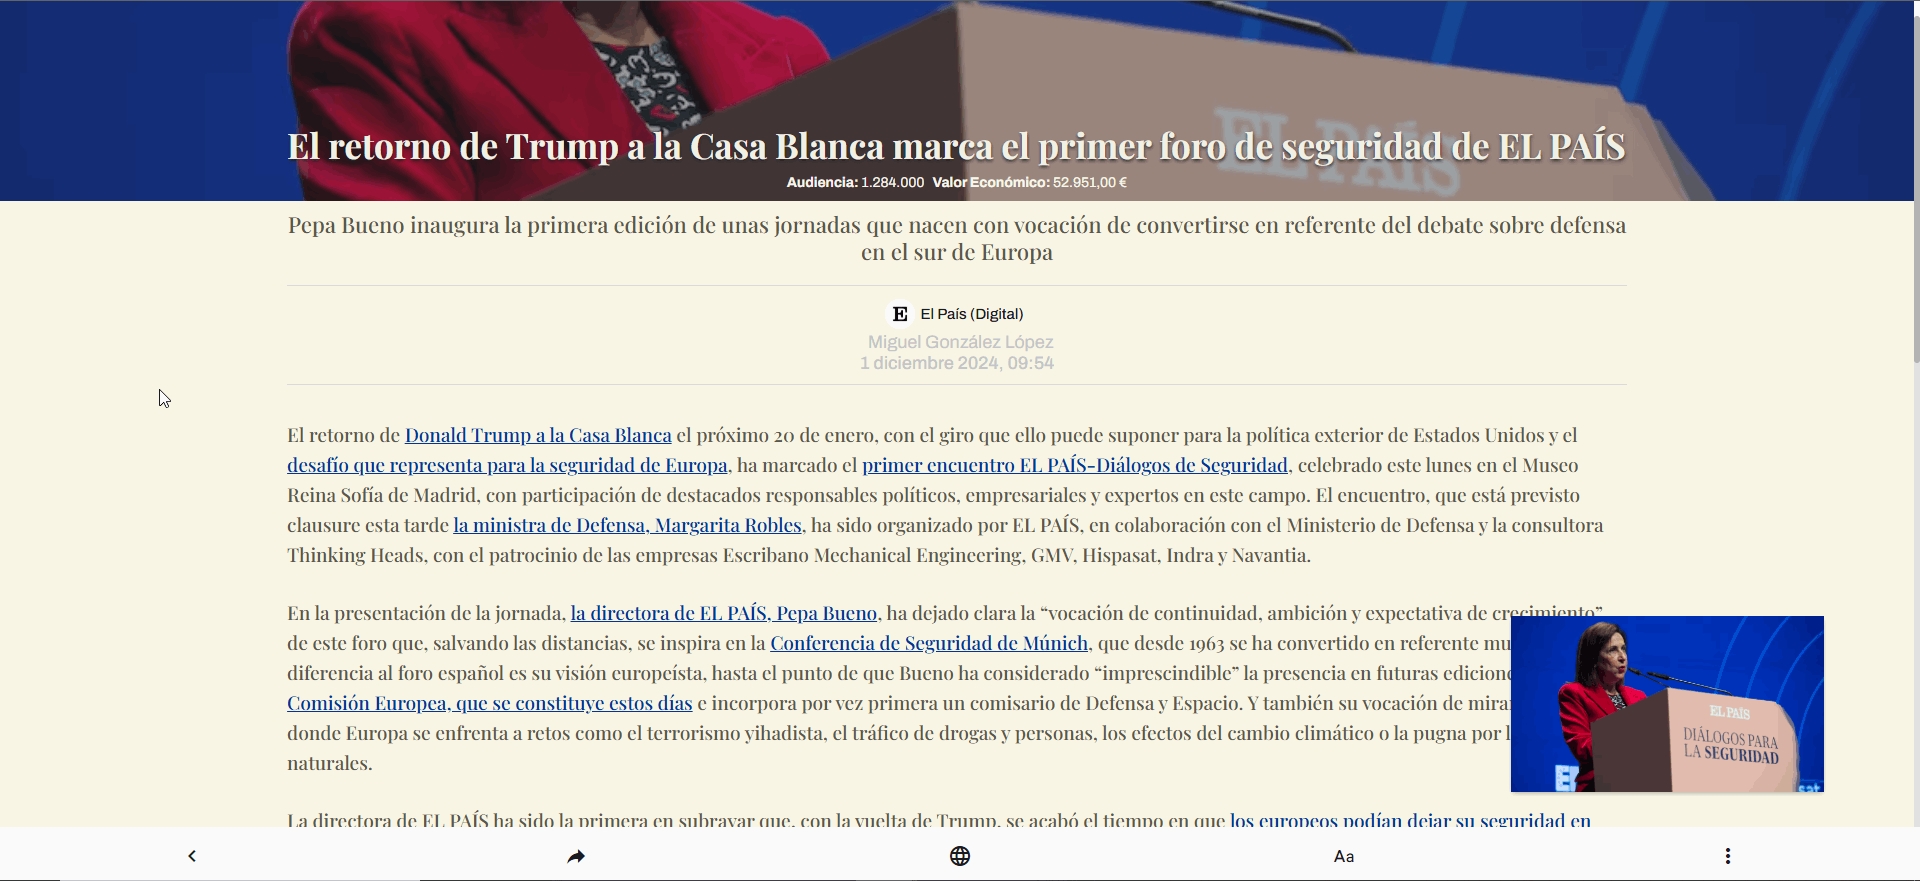 EL PAÍS
El retorno de Trump a la Casa Blanca marca el primer foro de seguridad de EL PAÍS
Audiencia: 1.284.000 Valor Económico: 52.951,00 €
Pepa Bueno inaugura la primera edición de unas jornadas que nacen con vocación de convertirse en referente del debate sobre defensa
en el sur de Europa
E El País (Digital)
Miguel González López
1 diciembre 2024, 09:54
El retorno de Donald Trump a la Casa Blanca el próximo 20 de enero, con el giro que ello puede suponer para la política exterior de Estados Unidos y el
desafío que representa para la seguridad de Europa, ha marcado el primer encuentro EL PAÍS-Diálogos de Seguridad, celebrado este lunes en el Museo
Reina Sofía de Madrid, con participación de destacados responsables políticos, empresariales y expertos en este campo. El encuentro, que está previsto
clausure esta tarde la ministra de Defensa, Margarita Robles, ha sido organizado por EL PAÍS, en colaboración con el Ministerio de Defensa y la consultora
Thinking Heads, con el patrocinio de las empresas Escribano Mechanical Engineering, GMV, Hispasat, Indra y Navantia.
En la presentación de la jornada, la directora de EL PAÍS, Pepa Bueno, ha dejado clara la “vocación de continuidad, ambición y expectativa de crecimiento”
de este foro que, salvando las distancias, se inspira en la Conferencia de Seguridad de Múnich, que desde 1963 se ha convertido en referente mu
diferencia al foro español es su visión europeísta, hasta el punto de que Bueno ha considerado “imprescindible” la presencia en futuras edicione
Comisión Europea, que se constituye estos días e incorpora por vez primera un comisario de Defensa y Espacio. Y también su vocación de mira
donde Europa se enfrenta a retos como el terrorismo yihadista, el tráfico de drogas y personas, los efectos del cambio climático o la pugna por l
naturales.
EL PAÍS
DIÁLOGOS PARA
LA SEGURIDAD
sat
La directora de EL PAÍS ha sido la primera en subrayar que, con la vuelta de Trump, se acabó el tiempo en que los europeos podían dejar su seguridad en
Aa